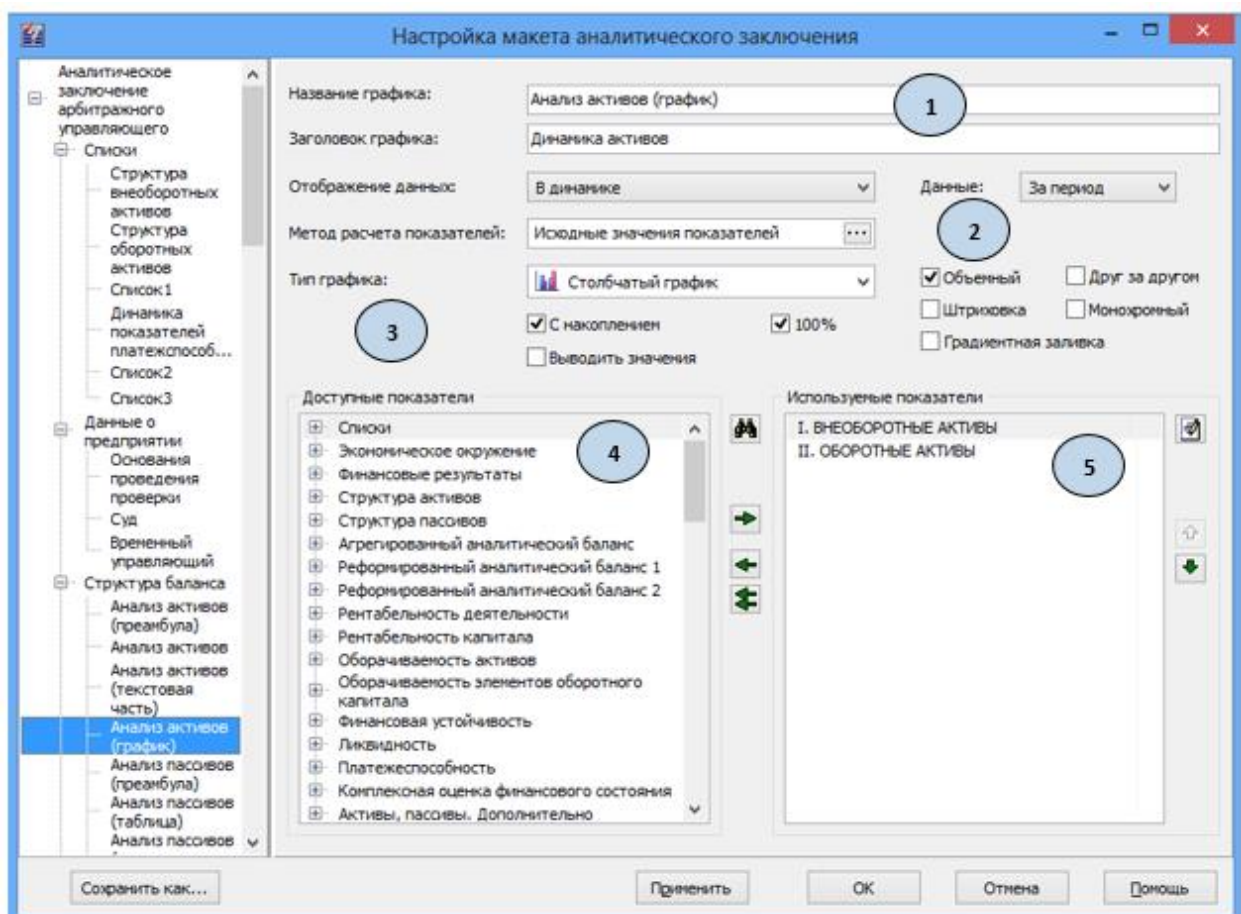 Настройка макета аналитического заключения
Аналитическое
заключение
арбитражного
управляющего
Списки
Структура
внеоборотных
активов
Структура
оборотных
активов
Список1
Динамика
показателей
платежспособ...
Список2
Список3
Данные о
предприятии
Основания
проведения
проверки
Суд
Временный
управляющий
Структура баланса
Анализ активов
(преамбула)
Анализ активов
Анализ активов
(текстовая
часть)
Анализ активов
(график)
Анализ пассивов
(преамбула)
Анализ пассивов
(таблица)
Анализ пассивов
Название графика: Анализ активов (график) 1
Заголовок графика: Динамика активов
Отображение данных: В динамике Данные: За период
2
Метод расчета показателей: Исходные значения показателей ...
Тип графика: Столбчатый график Объемный Друг за другом
3 С накоплением 100% Штриховка Монохромный
Выводить значения Градиентная заливка
Доступные показатели
Списки
Экономическое окружение 4
Финансовые результаты
Структура активов
Структура пассивов
Агрегированный аналитический баланс
Реформированный аналитический баланс 1
Реформированный аналитический баланс 2
Рентабельность деятельности
Рентабельность капитала
Оборачиваемость активов
Оборачиваемость элементов оборотного
капитала
Финансовая устойчивость
Ликвидность
Платежеспособность
Комплексная оценка финансового состояния
Активы, пассивы. Дополнительно
Используемые показатели
I. ВНЕОБОРОТНЫЕ АКТИВЫ
II. ОБОРОТНЫЕ АКТИВЫ 5
Сохранить как... Применить ОК Отмена Помощь